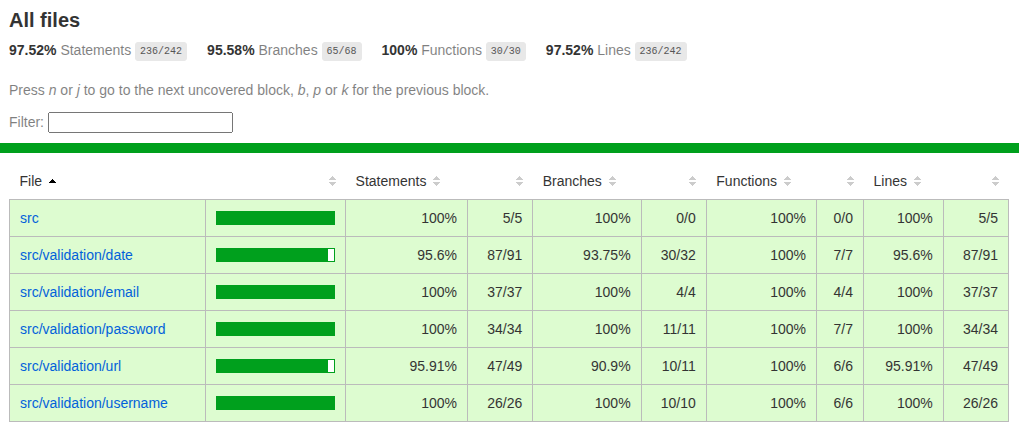 All files
97.52% Statements 236/242 95.58% Branches 65/68 100% Functions 30/30 97.52% Lines 236/242
Press n or j to go to the next uncovered block, b, p or k for the previous block.
Filter:
File Statements Branches Functions Lines
src 100% 5/5 100% 0/0 100% 0/0 100% 5/5
src/validation/date 95.6% 87/91 93.75% 30/32 100% 7/7 95.6% 87/91
src/validation/email 100% 37/37 100% 4/4 100% 4/4 100% 37/37
src/validation/password 100% 34/34 100% 11/11 100% 7/7 100% 34/34
src/validation/url 95.91% 47/49 90.9% 10/11 100% 6/6 95.91% 47/49
src/validation/username 100% 26/26 100% 10/10 100% 6/6 100% 26/26